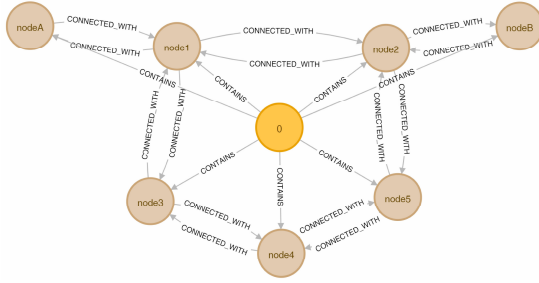 nodeA
CONNECTED_WITH
CONNECTED_WITH
node1
CONNECTED_WITH
CONNECTED_WITH
node2
CONNECTED_WITH
CONNECTED_WITH
nodeB
CONTAINS
CONTAINS
CONTAINS
CONTAINS
CONNECTED_WITH
CONNECTED_WITH
0
CONNECTED_WITH
CONNECTED_WITH
CONTAINS
CONTAINS
CONTAINS
node3
CONNECTED_WITH
CONNECTED_WITH
node4
CONNECTED_WITH
CONNECTED_WITH
node5